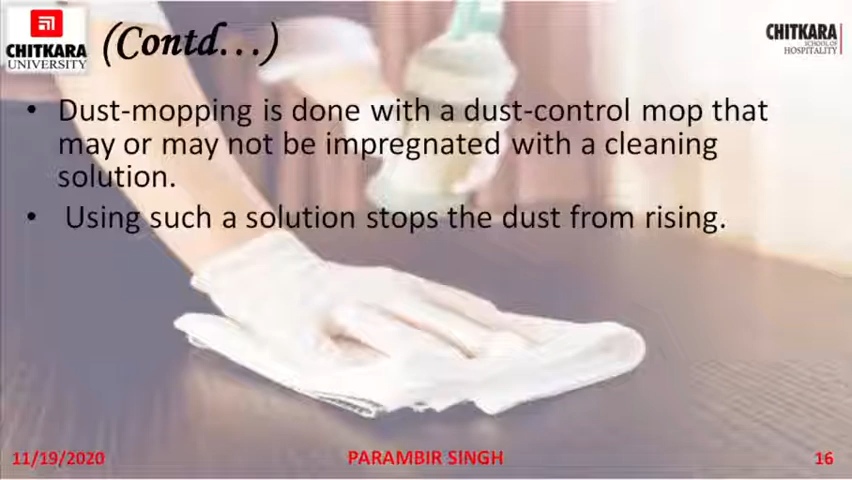 CHITKARA
UNIVERSITY
(Contd...)
CHITKARA
SCHOOL OF
HOSPITALITY
• Dust-mopping is done with a dust-control mop that
may or may not be impregnated with a cleaning
solution.
• Using such a solution stops the dust from rising.
11/19/2020
PARAMBIR SINGH
16